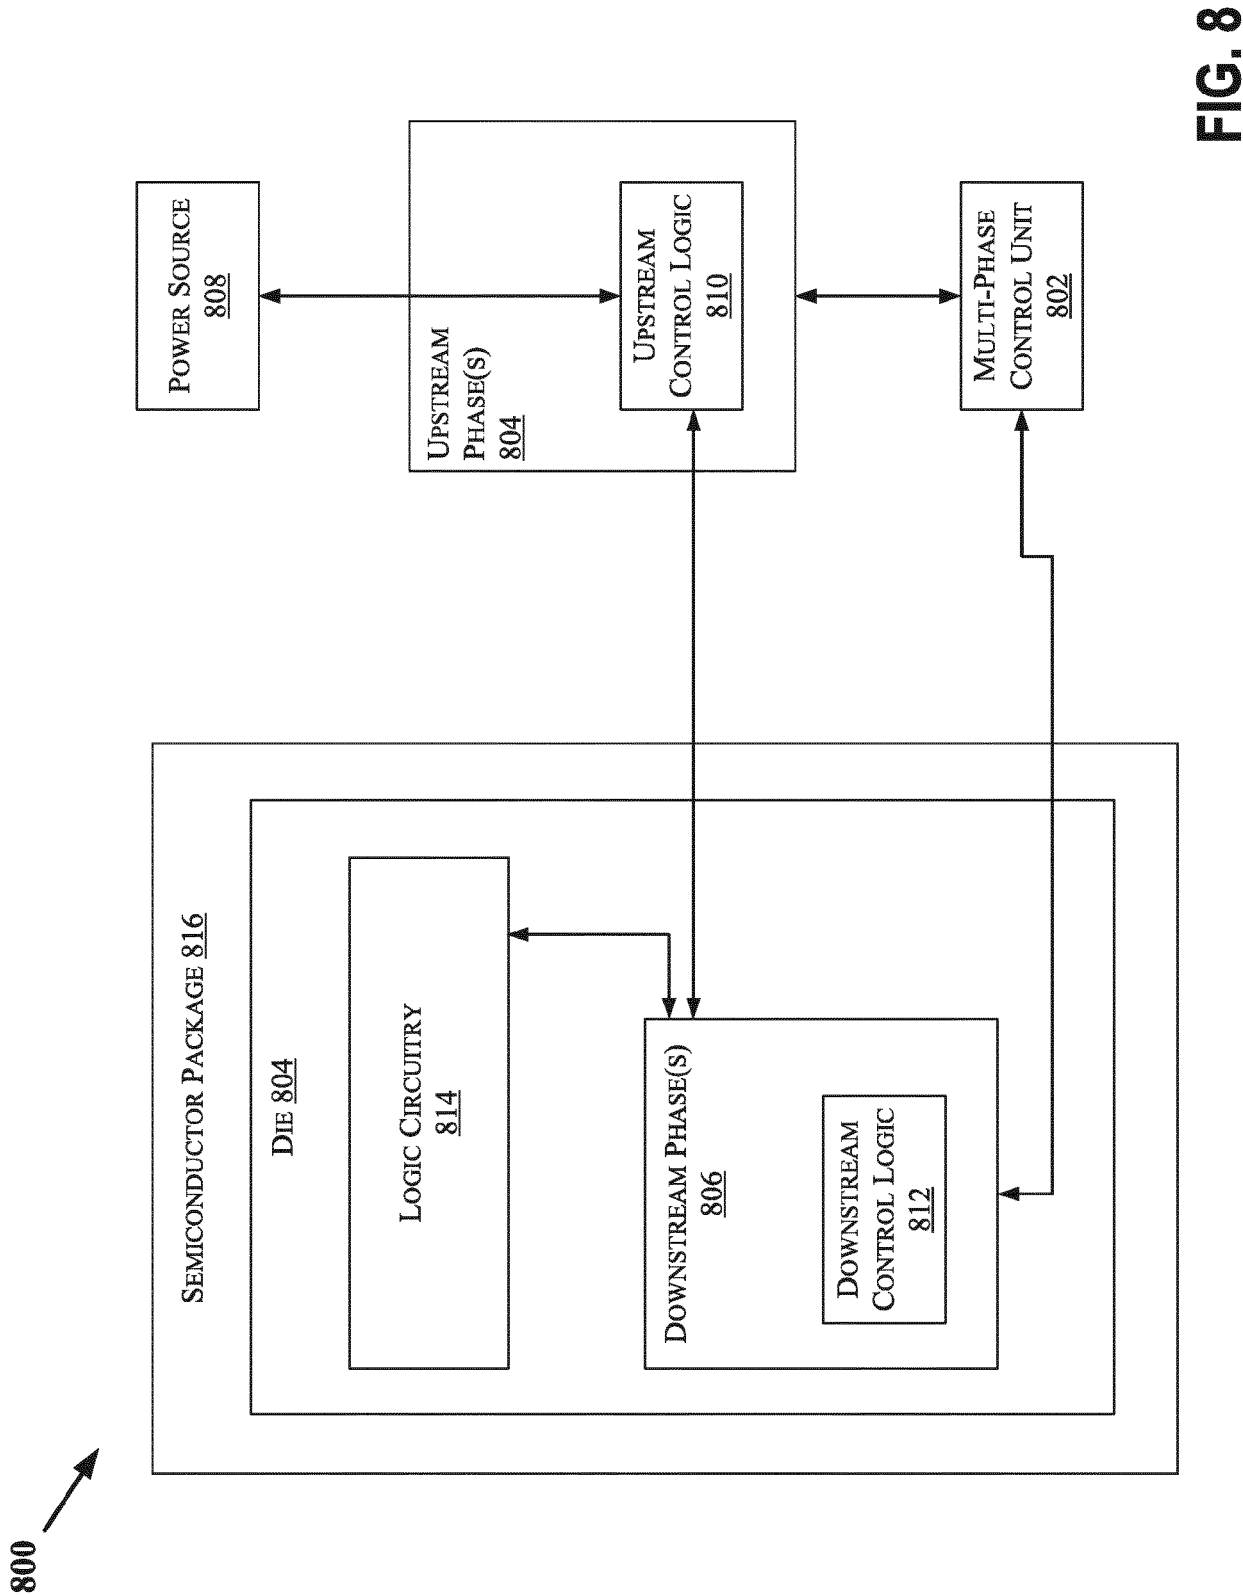 800
SEMICONDUCTOR PACKAGE 816
DIE 804
LOGIC CIRCUITRY
814
DOWNSTREAM PHASE(S)
806
DOWNSTREAM
CONTROL LOGIC
812
POWER SOURCE
808
UPSTREAM
PHASE(S)
804
UPSTREAM
CONTROL LOGIC
810
MULTI-PHASE
CONTROL UNIT
802
FIG. 8